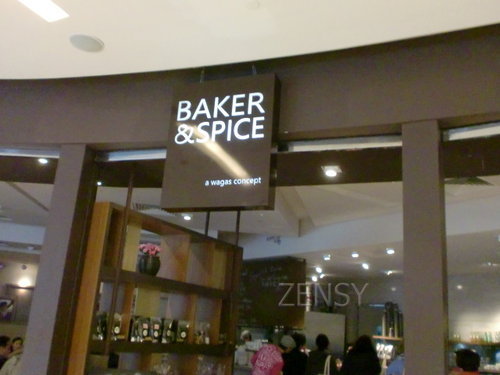 BAKER
&SPICE
a wagas concept
ZENSY